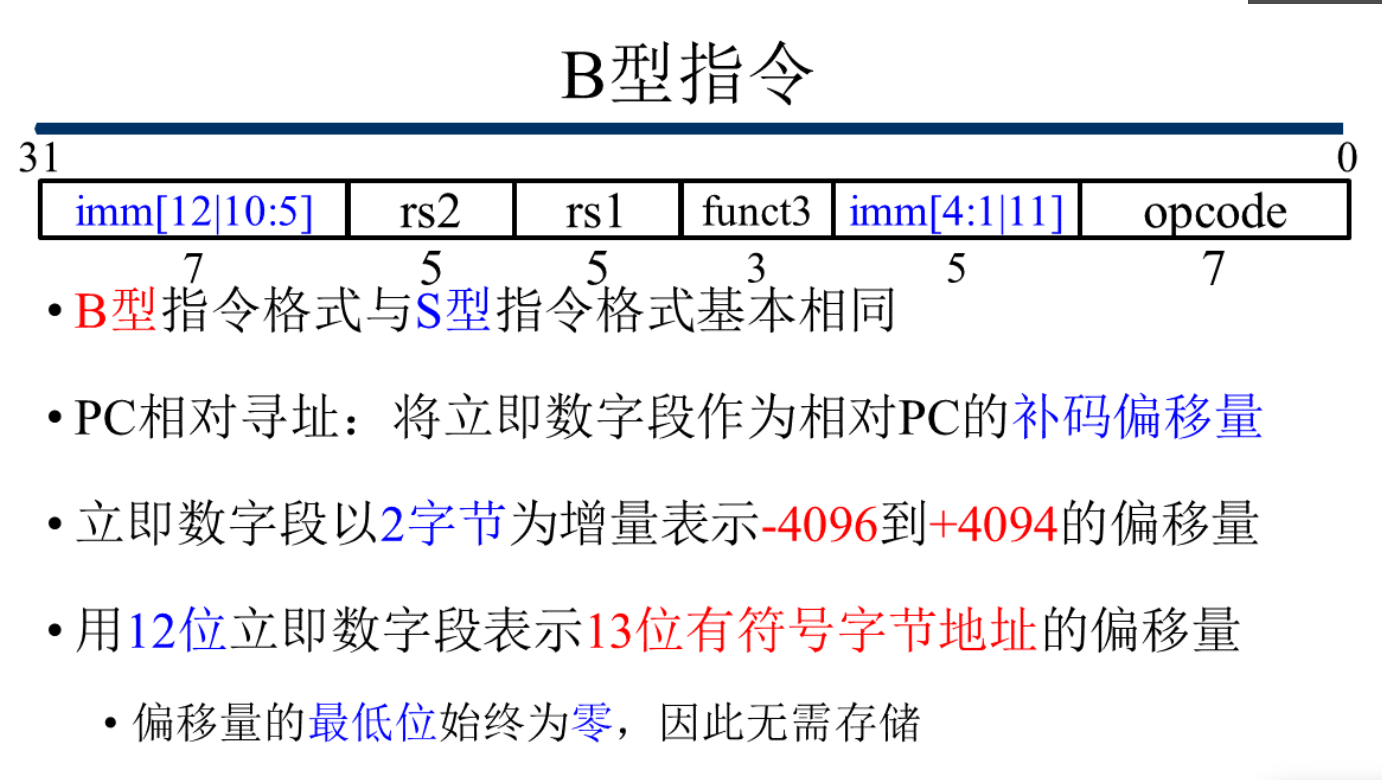 B型指令
31 0
imm[12|10:5] rs2 rs1 funct3 imm[4:1|11] opcode
7 5 5 3 5 7
• B型指令格式与S型指令格式基本相同
• PC相对寻址：将立即数字段作为相对PC的补码偏移量
• 立即数字段以2字节为增量表示-4096到+4094的偏移量
• 用12位立即数字段表示13位有符号字节地址的偏移量
• 偏移量的最低位始终为零，因此无需存储